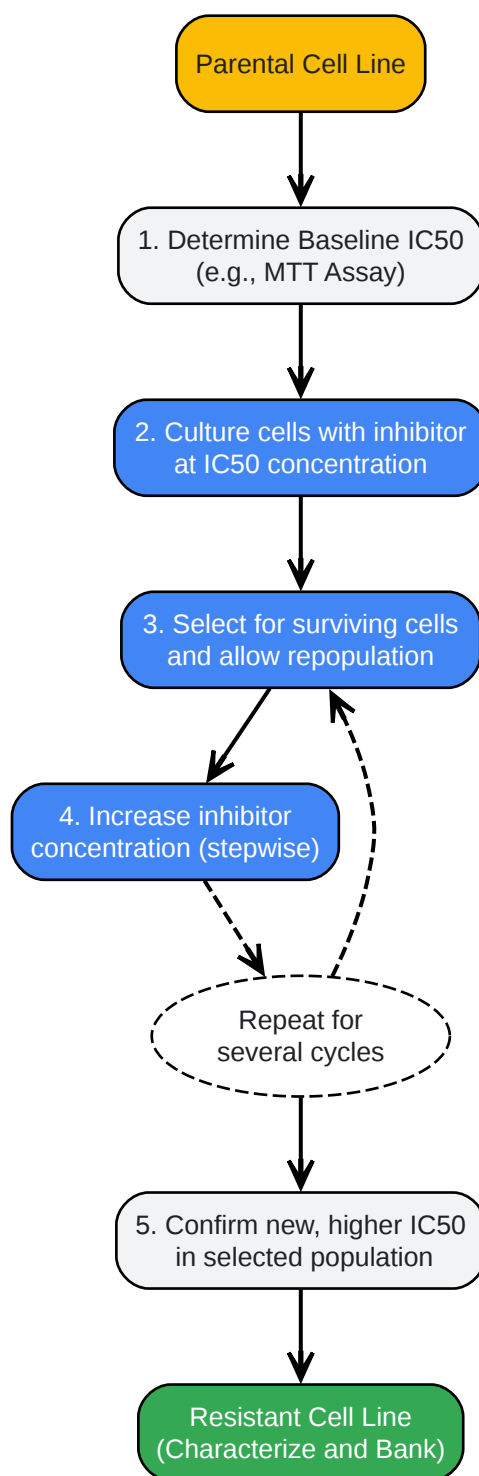 Parental Cell Line
1. Determine Baseline IC50
(e.g., MTT Assay)
2. Culture cells with inhibitor
at IC50 concentration
3. Select for surviving cells
and allow repopulation
4. Increase inhibitor
concentration (stepwise)
Repeat for
several cycles
5. Confirm new, higher IC50
in selected population
Resistant Cell Line
(Characterize and Bank)